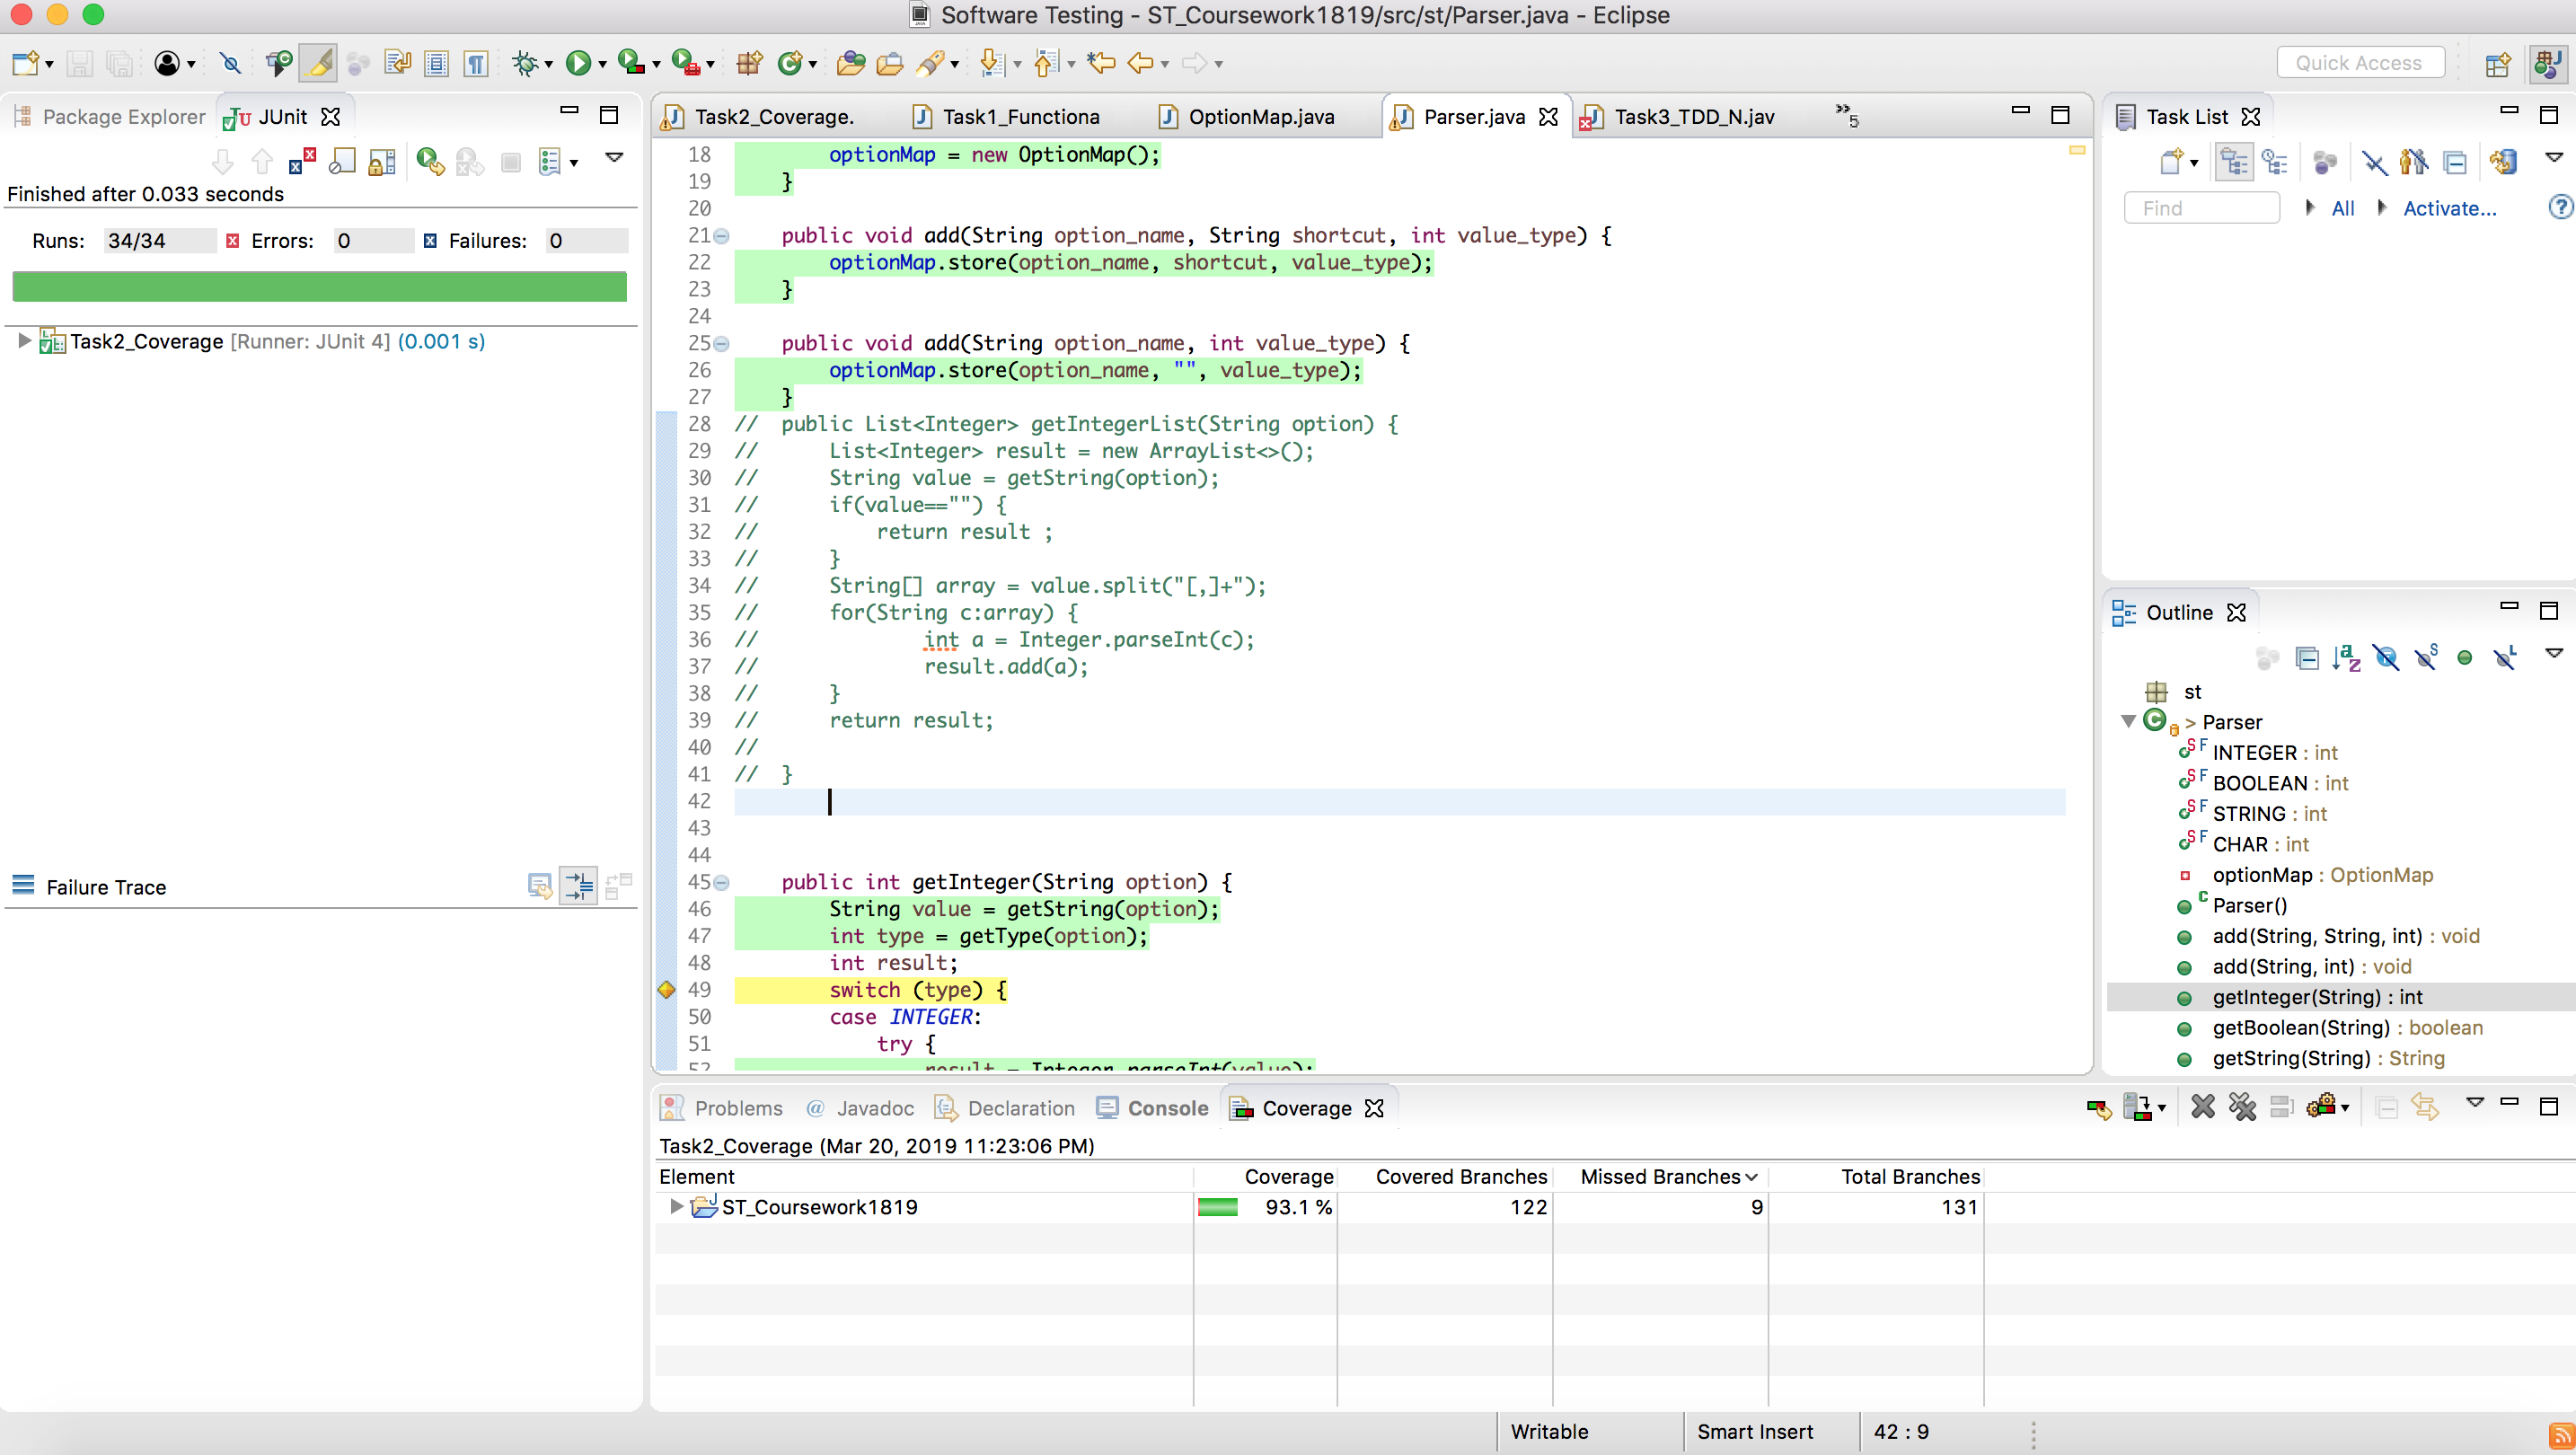 Software Testing - ST_Coursework1819/src/st/Parser.java - Eclipse
Quick Access
Package Explorer
JUnit
Finished after 0.033 seconds
Runs: 34/34 Errors: 0 Failures: 0
Task2_Coverage [Runner: JUnit 4] (0.001 s)
Failure Trace
Task2_Coverage.
Task1_Functiona
OptionMap.java
Parser.java
Task3_TDD_N.jav
»5
18 optionMap = new OptionMap();
19 }
20
21 public void add(String option_name, String shortcut, int value_type) {
22 optionMap.store(option_name, shortcut, value_type);
23 }
24
25 public void add(String option_name, int value_type) {
26 optionMap.store(option_name, "", value_type);
27 }
28 // public List<Integer> getIntegerList(String option) {
29 // List<Integer> result = new ArrayList<>();
30 // String value = getString(option);
31 // if(value=="") {
32 // return result ;
33 // }
34 // String[] array = value.split("[,]+");
35 // for(String c:array) {
36 // int a = Integer.parseInt(c);
37 // result.add(a);
38 // }
39 // return result;
40 //
41 // }
42
43
44
45 public int getInteger(String option) {
46 String value = getString(option);
47 int type = getType(option);
48 int result;
49 switch (type) {
50 case INTEGER:
51 try {
52 result = Integer.parseInt(value);
Task List
Find
All
Activate...
Outline
st
> Parser
INTEGER : int
BOOLEAN : int
STRING : int
CHAR : int
optionMap : OptionMap
Parser()
add(String, String, int) : void
add(String, int) : void
getInteger(String) : int
getBoolean(String) : boolean
getString(String) : String
Problems
@ Javadoc
Declaration
Console
Coverage
Task2_Coverage (Mar 20, 2019 11:23:06 PM)
Element Coverage Covered Branches Missed Branches Total Branches
ST_Coursework1819 93.1 % 122 9 131
Writable
Smart Insert
42 : 9